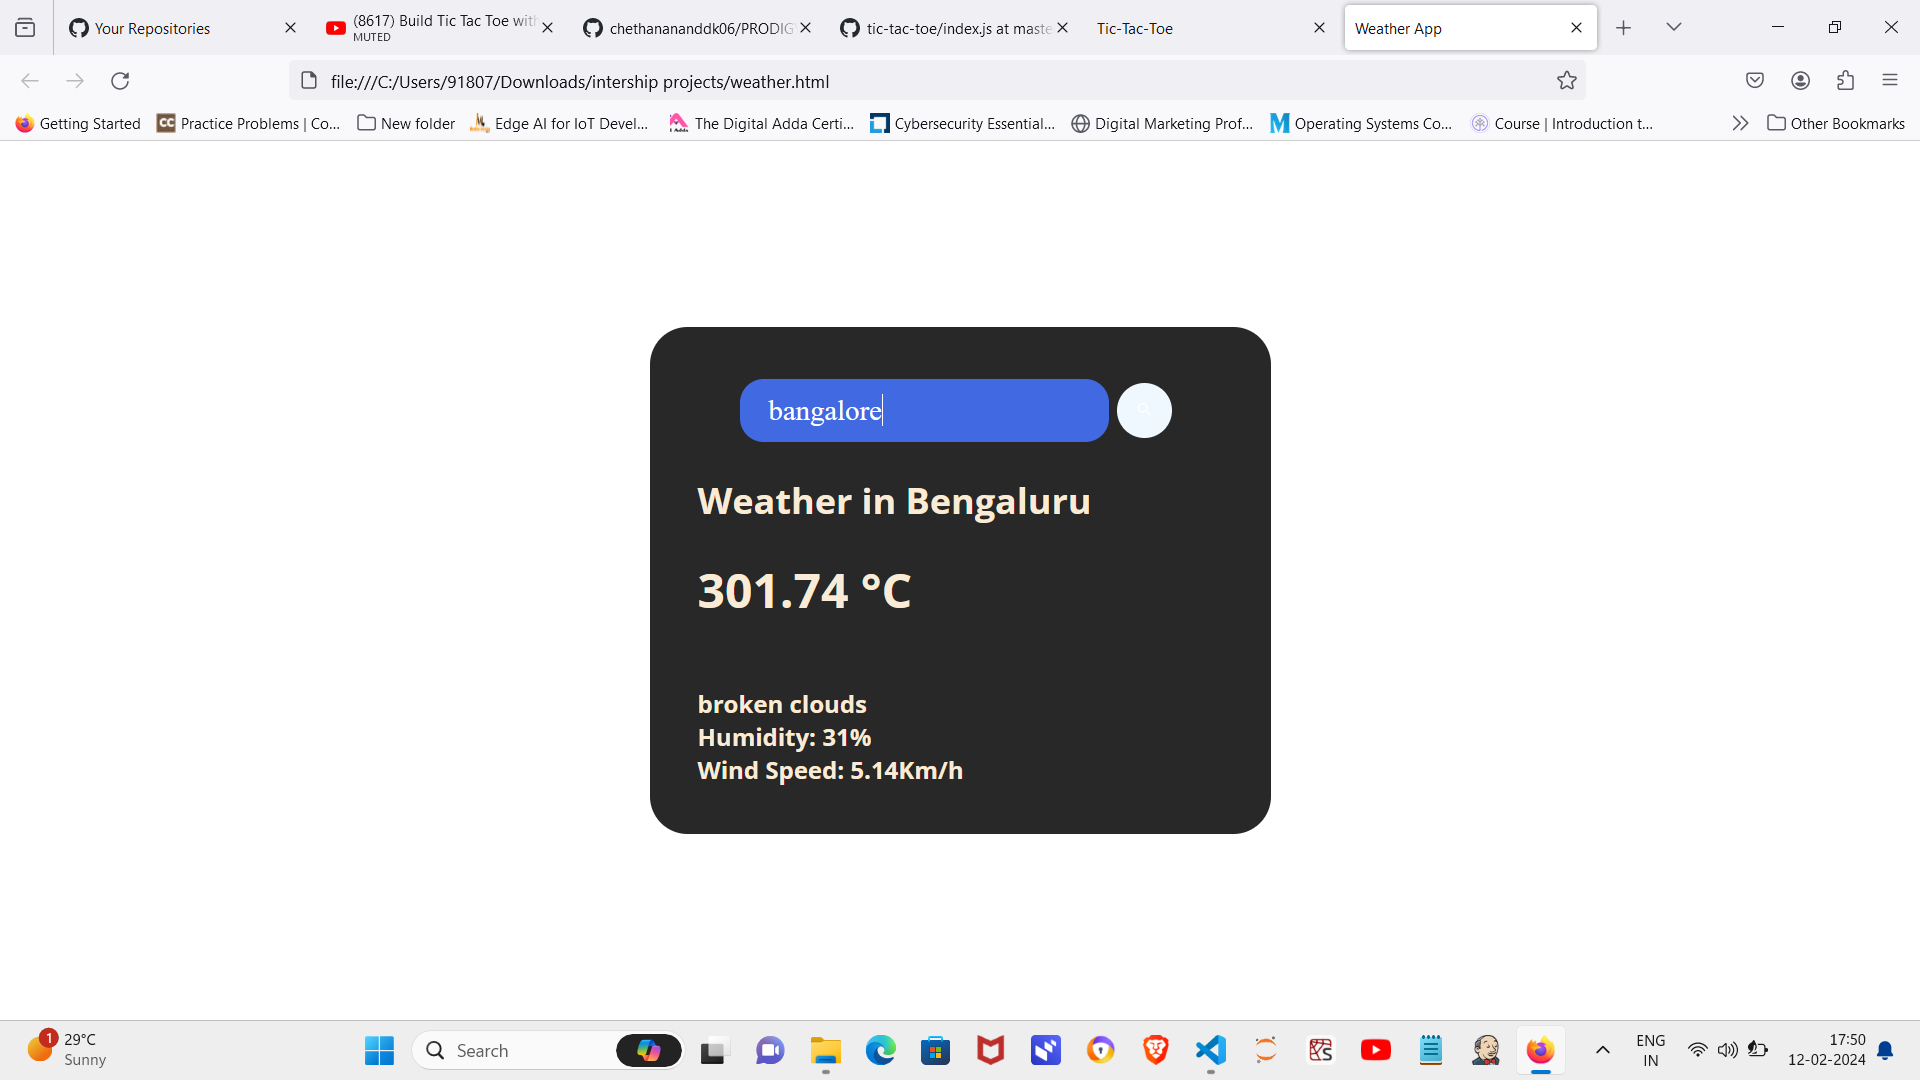 Your Repositories
(8617) Build Tic Tac Toe with
MUTED
chethanananddk06/PRODIG
tic-tac-toe/index.js at maste
Tic-Tac-Toe
Weather App
file:///C:/Users/91807/Downloads/intership projects/weather.html
Getting Started
CC
Practice Problems | Co...
New folder
Edge AI for IoT Devel...
The Digital Adda Certi...
Cybersecurity Essential...
Digital Marketing Prof...
Operating Systems Co...
Course | Introduction t...
Other Bookmarks
bangalore
Weather in Bengaluru
301.74 °C
broken clouds
Humidity: 31%
Wind Speed: 5.14Km/h
1
29°C
Sunny
Search
ENG
IN
17:50
12-02-2024